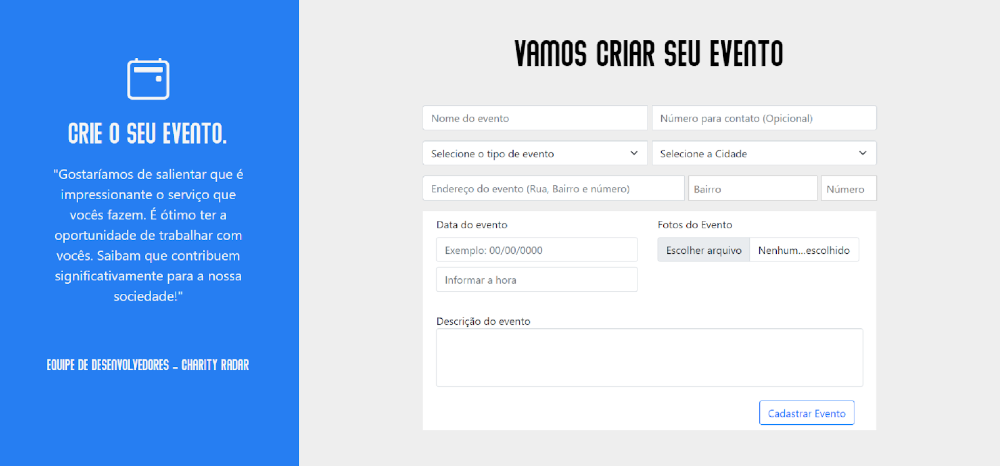 CRIE O SEU EVENTO.
"Gostaríamos de salientar que é
impressionante o serviço que
vocês fazem. É ótimo ter a
oportunidade de trabalhar com
vocês. Saibam que contribuem
significativamente para a nossa
sociedade!"
EQUIPE DE DESENVOLVEDORES - CHARITY RADAR
VAMOS CRIAR SEU EVENTO
Nome do evento
Número para contato (Opicional)
Selecione o tipo de evento
Selecione a Cidade
Endereço do evento (Rua, Bairro e número)
Bairro
Número
Data do evento
Exemplo: 00/00/0000
Informar a hora
Fotos do Evento
Escolher arquivo
Nenhum...escolhido
Descrição do evento
Cadastrar Evento